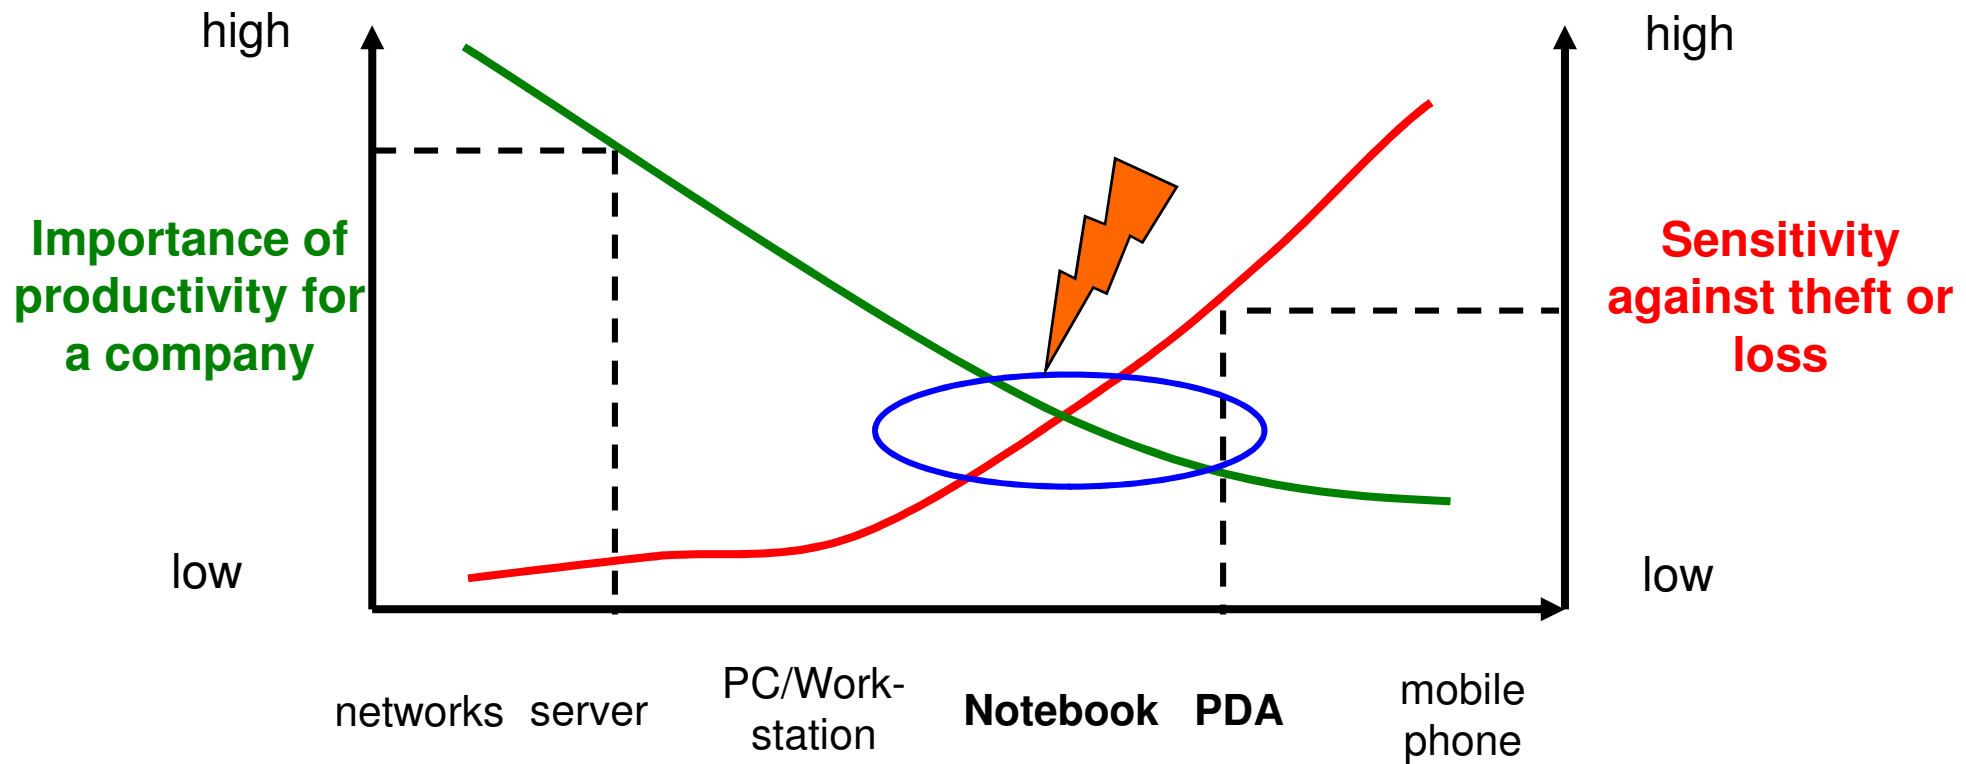 high
high
Importance of
productivity for
a company
Sensitivity
against theft or
loss
low
low
networks
server
PC/Work-
station
Notebook
PDA
mobile
phone